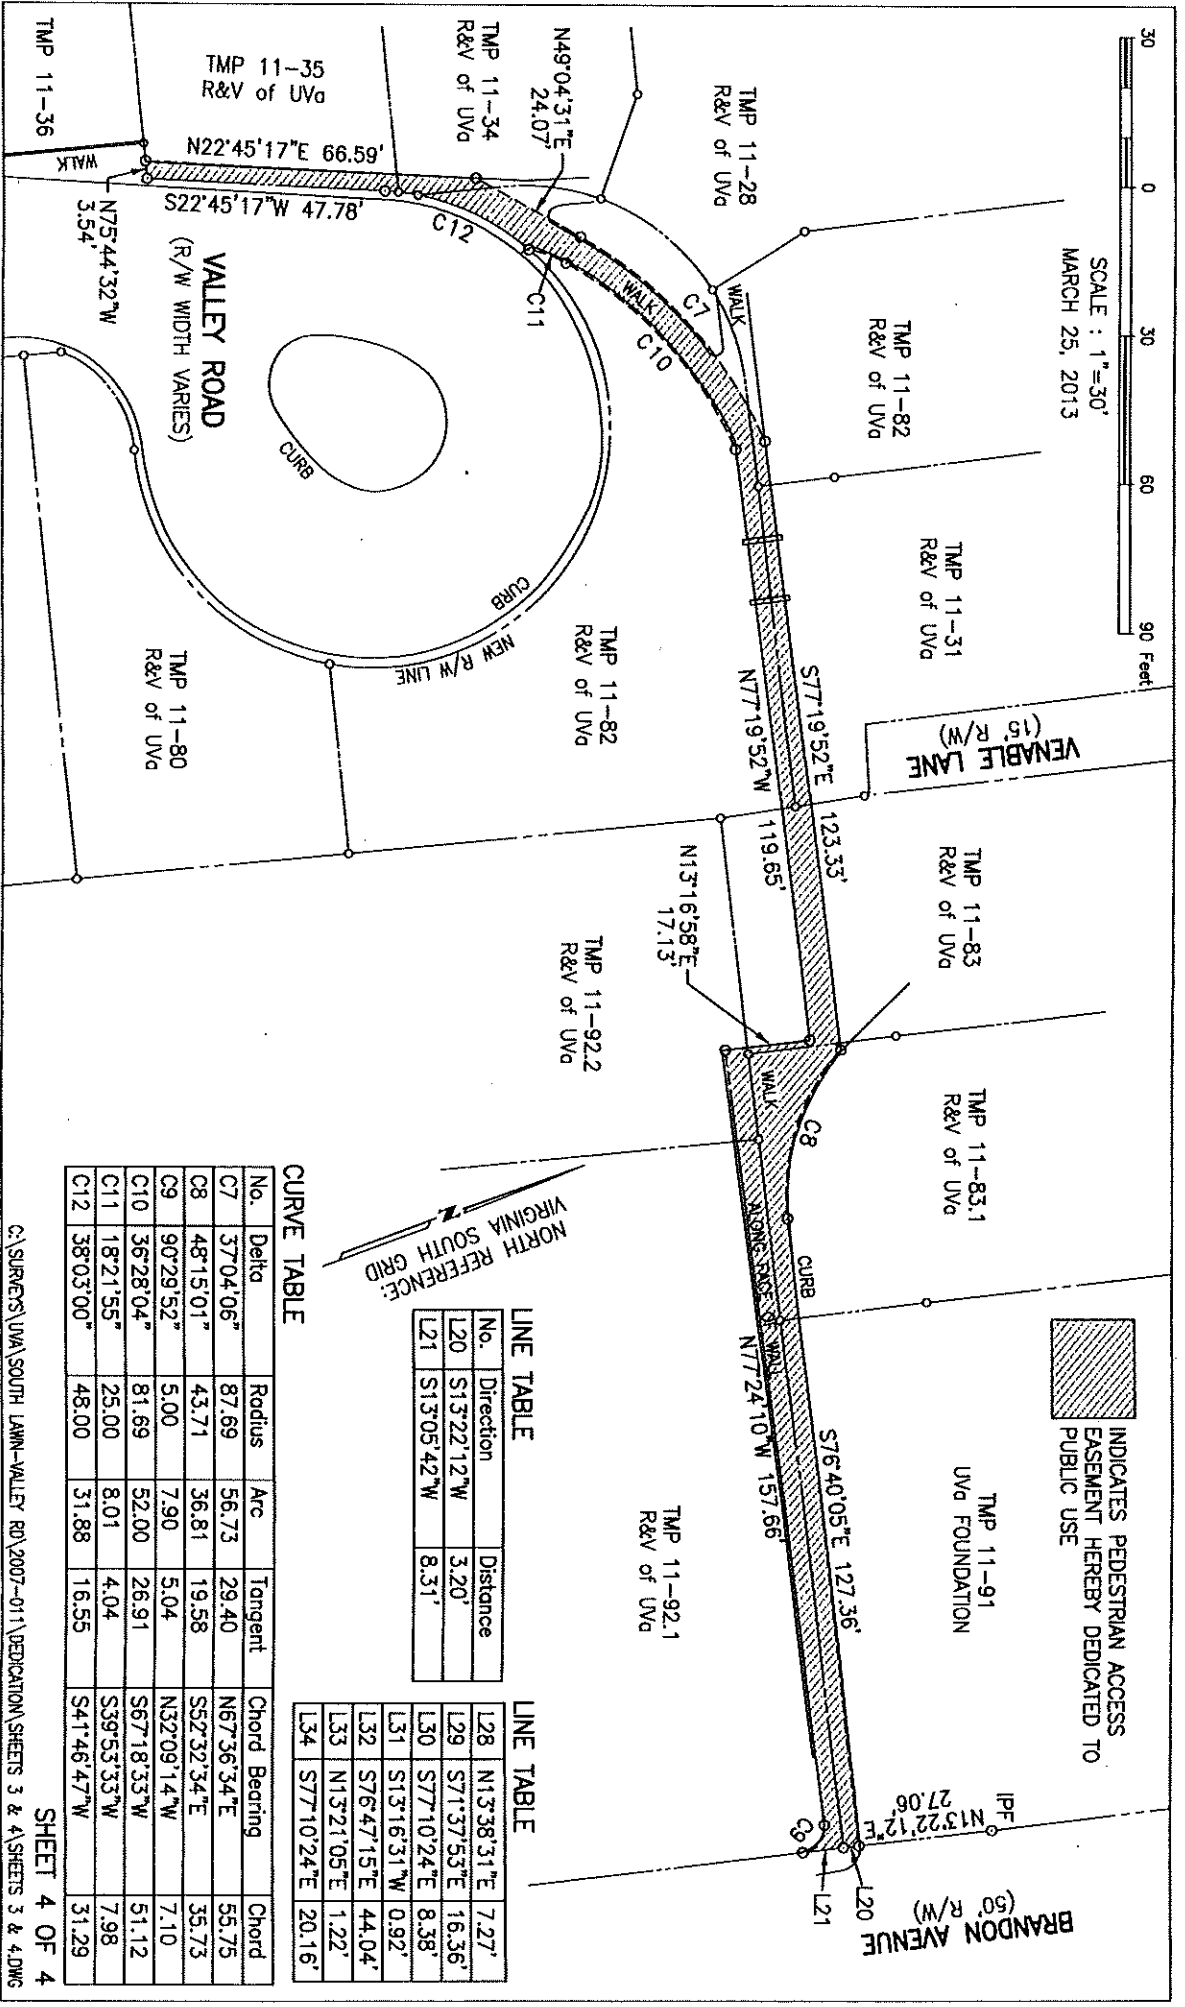 30
0
30
60
90 Feet
SCALE : 1"=30'
MARCH 25, 2013
INDICATES PEDESTRIAN ACCESS
EASEMENT HEREBY DEDICATED TO
PUBLIC USE
TMP 11-28
R&V of UVa
TMP 11-82
R&V of UVa
TMP 11-31
R&V of UVa
VENABLE LANE
(15' R/W)
TMP 11-83
R&V of UVa
TMP 11-83.1
R&V of UVa
TMP 11-91
UVa FOUNDATION
IPF
N13°22'12"E
27.06'
BRANDON AVENUE
(50' R/W)
N49°04'31"E
24.07'
TMP 11-34
R&V of UVa
TMP 11-35
R&V of UVa
TMP 11-36
WALK
N22°45'17"E 66.59'
S22°45'17"W 47.78'
N75°44'32"W
3.54'
C12
C11
C7
WALK
C10
WALK
VALLEY ROAD
(R/W WIDTH VARIES)
CURB
CURB
NEW R/W LINE
TMP 11-82
R&V of UVa
TMP 11-80
R&V of UVa
S77°19'52"E 123.33'
N77°19'52"W 119.65'
N13°16'58"E
17.13'
TMP 11-92.2
R&V of UVa
WALK
C8
CURB
ALONG FACE OF WALL
S76°40'05"E 127.36'
N77°24'10"W 157.66'
TMP 11-92.1
R&V of UVa
C9
L20
L21
NORTH REFERENCE:
VIRGINIA SOUTH GRID
LINE TABLE
No. Direction Distance
L20 S13°22'12"W 3.20'
L21 S13°05'42"W 8.31'
LINE TABLE
L28 N13°38'31"E 7.27'
L29 S71°37'53"E 16.36'
L30 S77°10'24"E 8.38'
L31 S13°16'31"W 0.92'
L32 S76°47'15"E 44.04'
L33 N13°21'05"E 1.22'
L34 S77°10'24"E 20.16'
CURVE TABLE
No. Delta Radius Arc Tangent Chord Bearing Chord
C7 37°04'06" 87.69 56.73 29.40 N67°36'34"E 55.75
C8 48°15'01" 43.71 36.81 19.58 S52°32'34"E 35.73
C9 90°29'52" 5.00 7.90 5.04 N32°09'14"W 7.10
C10 36°28'04" 81.69 52.00 26.91 S67°18'33"W 51.12
C11 18°21'55" 25.00 8.01 4.04 S39°53'33"W 7.98
C12 38°03'00" 48.00 31.88 16.55 S41°46'47"W 31.29
SHEET 4 OF 4
C:\SURVEYS\UVA\SOUTH LAWN-VALLEY RD\2007-011\DEDICATION\SHEETS 3 & 4\SHEETS 3 & 4.DWG